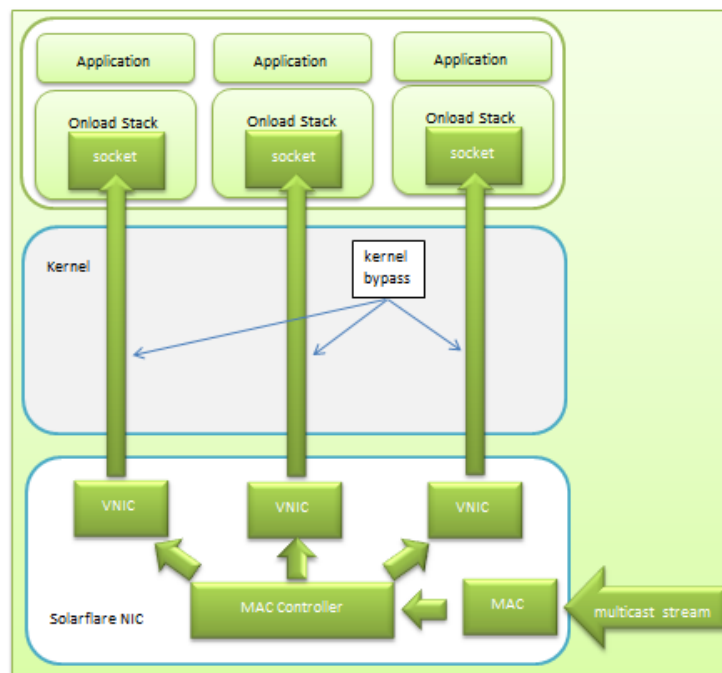 Application
Application
Application
Onload Stack
Onload Stack
Onload Stack
socket
socket
socket
Kernel
kernel
bypass
VNIC
VNIC
VNIC
MAC Controller
MAC
multicast stream
Solarflare NIC